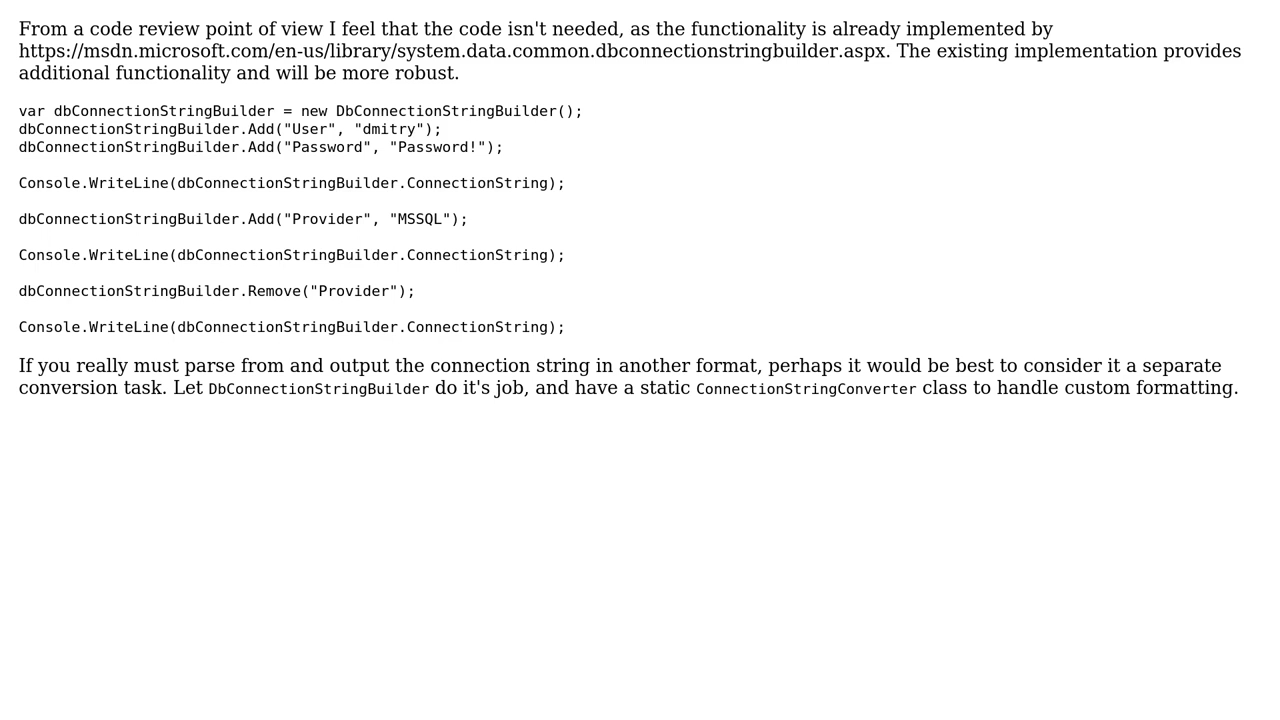 From a code review point of view I feel that the code isn't needed, as the functionality is already implemented by
https://msdn.microsoft.com/en-us/library/system.data.common.dbconnectionstringbuilder.aspx. The existing implementation provides
additional functionality and will be more robust.
var dbConnectionStringBuilder = new DbConnectionStringBuilder();
dbConnectionStringBuilder.Add("User", "dmitry");
dbConnectionStringBuilder.Add("Password", "Password!");
Console.WriteLine(dbConnectionStringBuilder.ConnectionString);
dbConnectionStringBuilder.Add("Provider", "MSSQL");
Console.WriteLine(dbConnectionStringBuilder.ConnectionString);
dbConnectionStringBuilder.Remove("Provider");
Console.WriteLine(dbConnectionStringBuilder.ConnectionString);
If you really must parse from and output the connection string in another format, perhaps it would be best to consider it a separate
conversion task. Let DbConnectionStringBuilder do it's job, and have a static ConnectionStringConverter class to handle custom formatting.